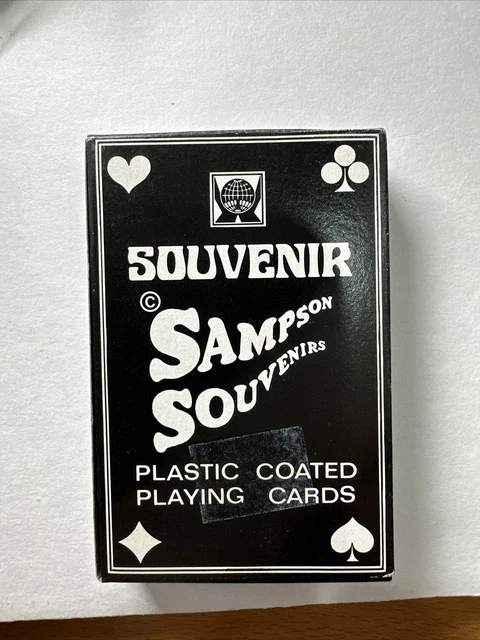 SOUVENIR
© SAMPSON
SOUVENIRS
PLASTIC COATED
PLAYING CARDS